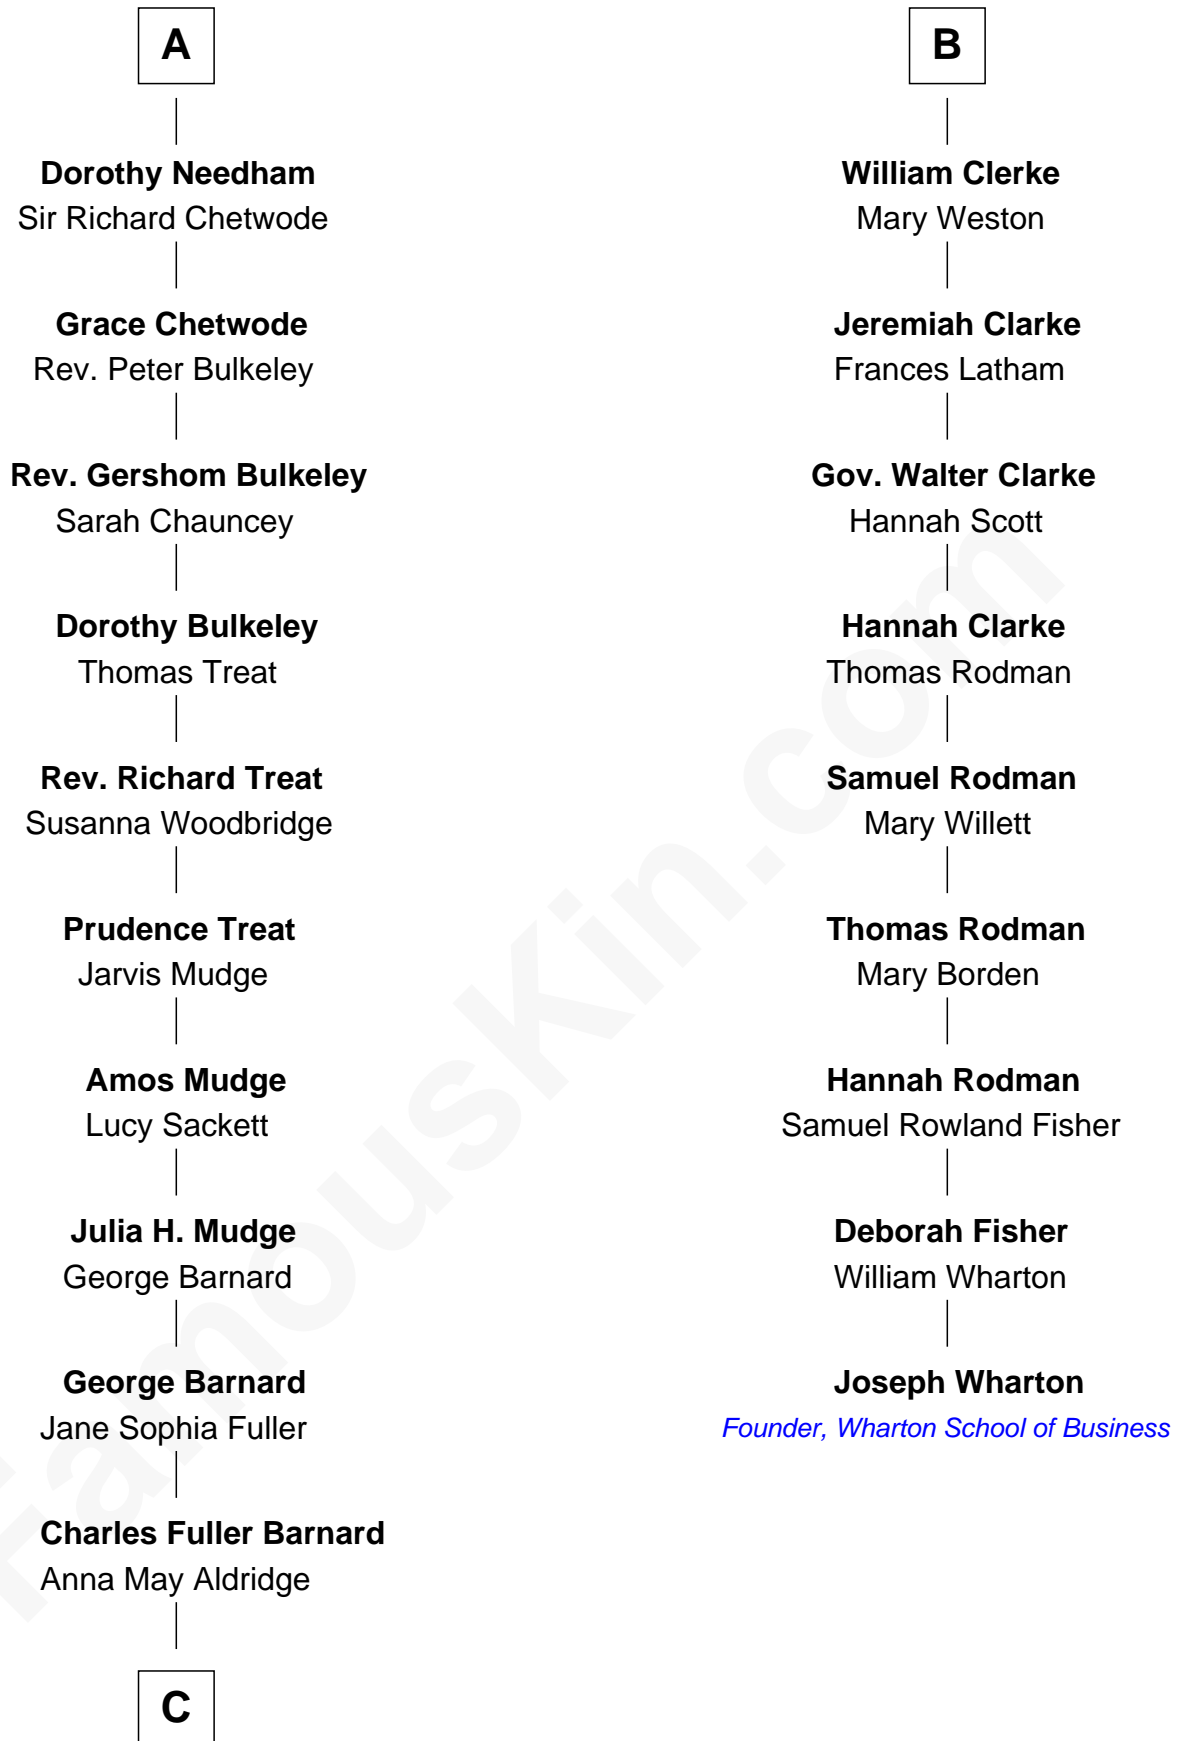 A
Dorothy Needham
Sir Richard Chetwode
Grace Chetwode
Rev. Peter Bulkeley
Rev. Gershom Bulkeley
Sarah Chauncey
Dorothy Bulkeley
Thomas Treat
Rev. Richard Treat
Susanna Woodbridge
Prudence Treat
Jarvis Mudge
Amos Mudge
Lucy Sackett
Julia H. Mudge
George Barnard
George Barnard
Jane Sophia Fuller
Charles Fuller Barnard
Anna May Aldridge
C
B
William Clerke
Mary Weston
Jeremiah Clarke
Frances Latham
Gov. Walter Clarke
Hannah Scott
Hannah Clarke
Thomas Rodman
Samuel Rodman
Mary Willett
Thomas Rodman
Mary Borden
Hannah Rodman
Samuel Rowland Fisher
Deborah Fisher
William Wharton
Joseph Wharton
Founder, Wharton School of Business
FamousKin.com